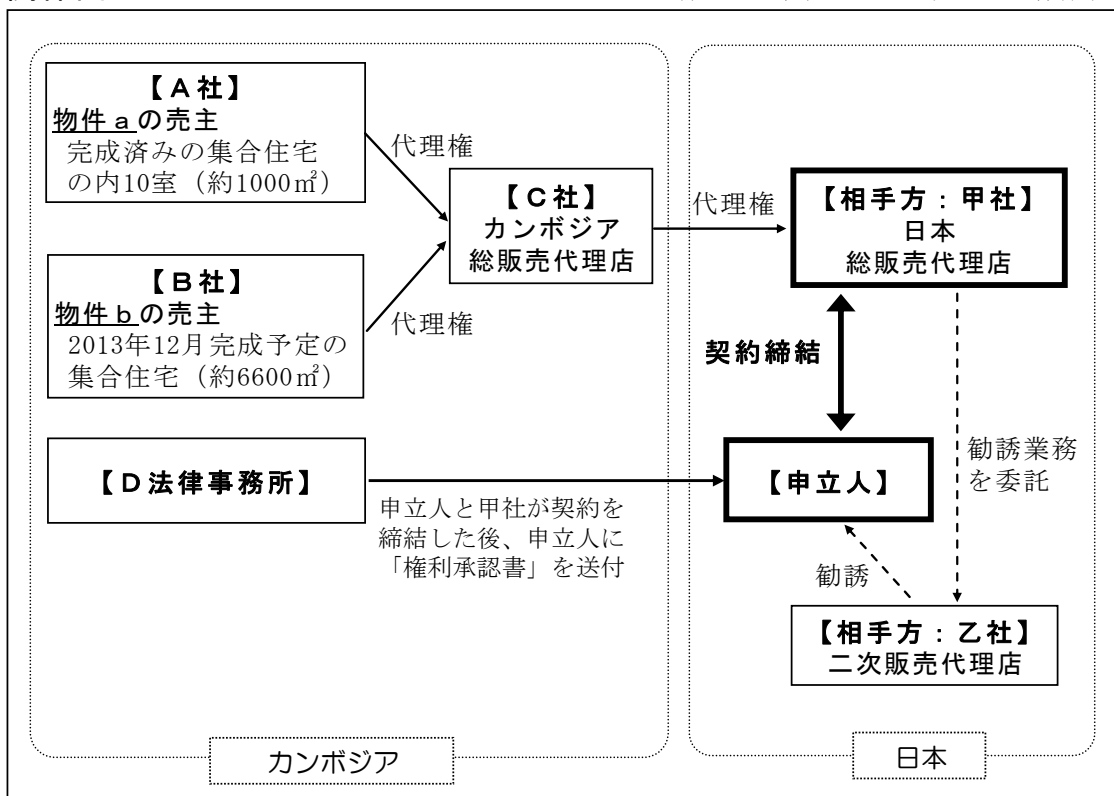 【A社】
物件aの売主
完成済みの集合住宅
の内10室（約1000㎡）
代理権
【B社】
物件bの売主
2013年12月完成予定の
集合住宅（約6600㎡）
代理権
【C社】
カンボジア
総販売代理店
代理権
【相手方：甲社】
日本
総販売代理店
契約締結
勧誘業務
を委託
【D法律事務所】
申立人と甲社が契約を
締結した後、申立人に
「権利承認書」を送付
【申立人】
勧誘
【相手方：乙社】
二次販売代理店
カンボジア
日本